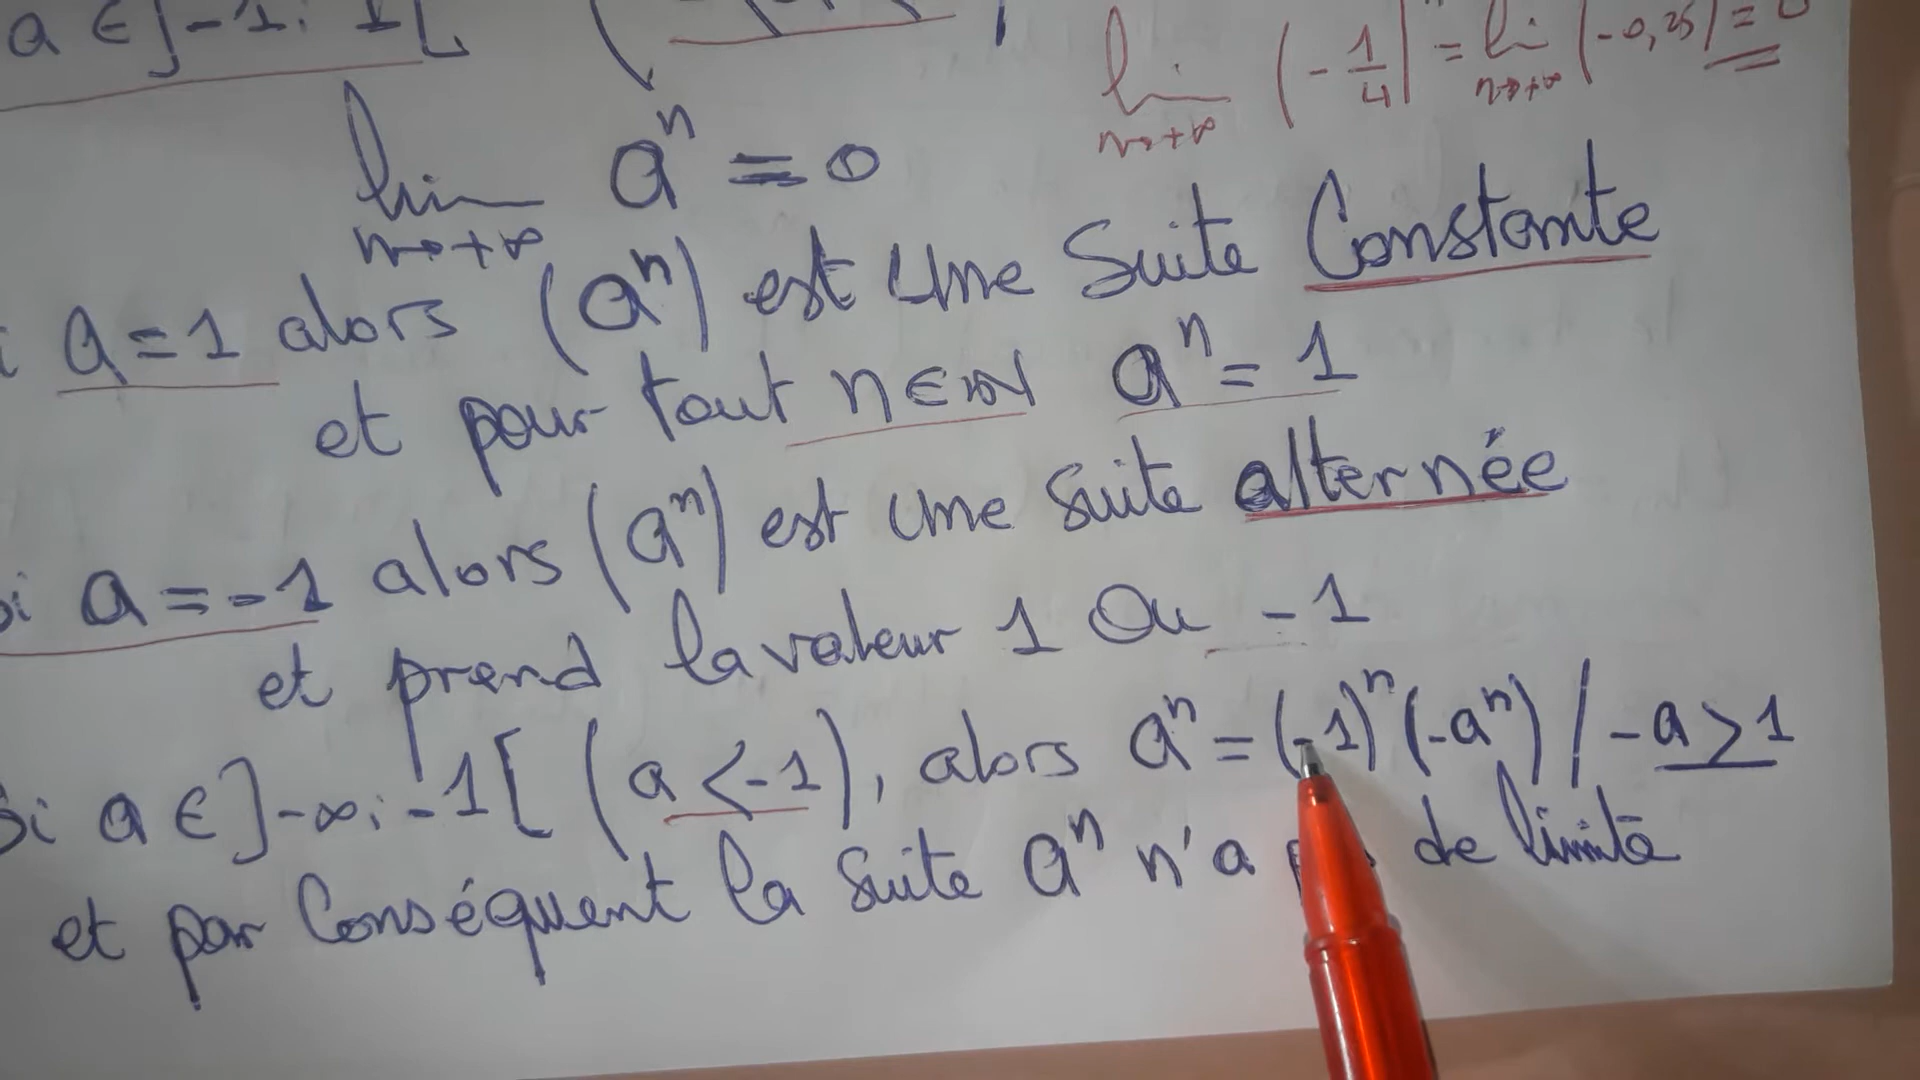 a ∈ ]-1; 1[
lim (-1/4)ⁿ = lim (-0,25) = 0
n→+∞ n→+∞
lim aⁿ = 0
n→+∞
a = 1 alors (aⁿ) est une suite Constante
et pour tout n ∈ ℕ aⁿ = 1
si a = -1 alors (aⁿ) est une suite alternée
et prend la valeur 1 Ou -1
si a ∈ ]-∞; -1[ (a < -1), alors aⁿ = (-1)ⁿ (-aⁿ) / -a > 1
et par Conséquent la suite aⁿ n'a de limite